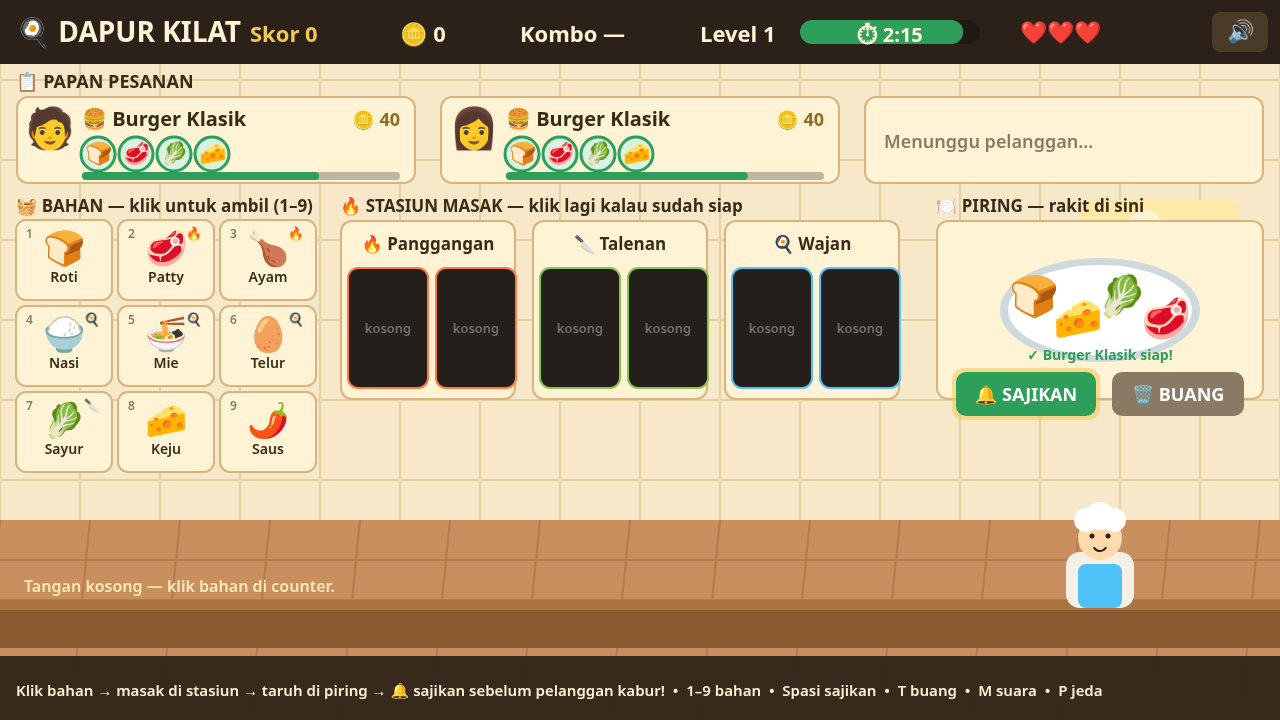 DAPUR KILAT Skor 0 0 Kombo — Level 1 2:15
PAPAN PESANAN
Burger Klasik 40
Burger Klasik 40
Menunggu pelanggan...
BAHAN — klik untuk ambil (1–9)
1 Roti
2 Patty
3 Ayam
4 Nasi
5 Mie
6 Telur
7 Sayur
8 Keju
9 Saus
STASIUN MASAK — klik lagi kalau sudah siap
Panggangan
kosong kosong
Talenan
kosong kosong
Wajan
kosong kosong
PIRING — rakit di sini
✓ Burger Klasik siap!
SAJIKAN BUANG
Tangan kosong — klik bahan di counter.
Klik bahan → masak di stasiun → taruh di piring → 🔔 sajikan sebelum pelanggan kabur! • 1–9 bahan • Spasi sajikan • T buang • M suara • P jeda